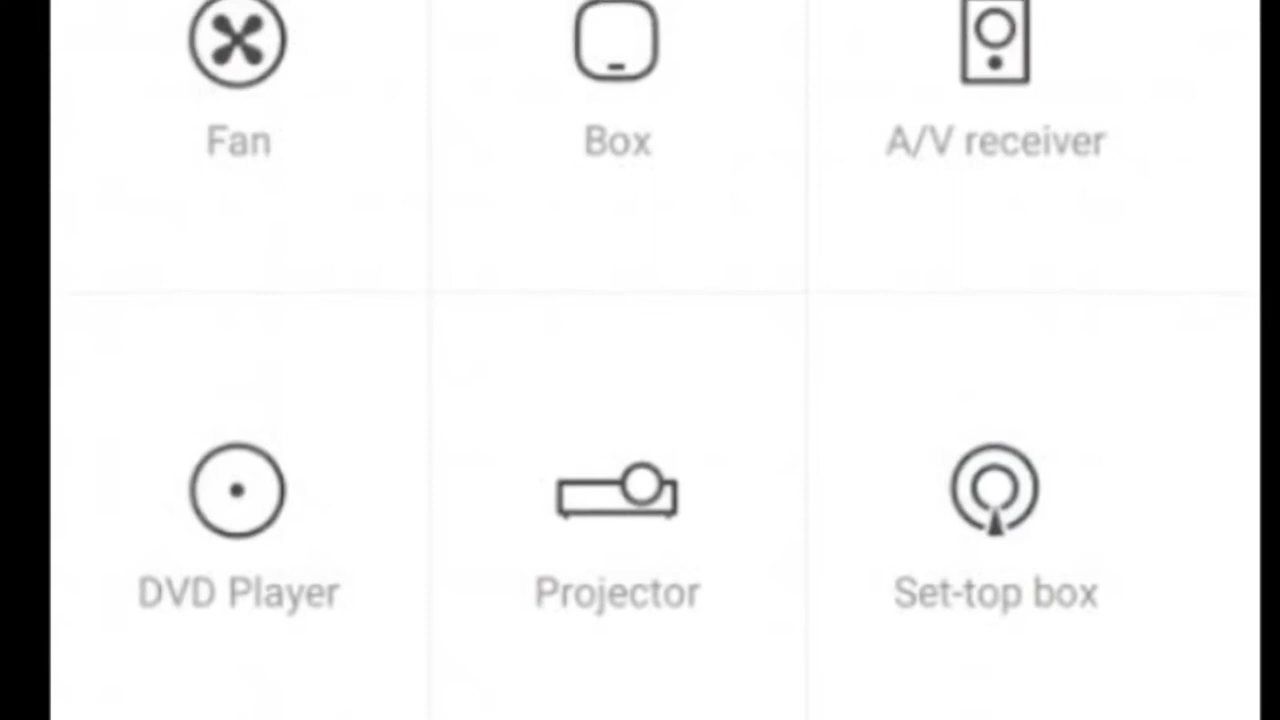 Fan
Box
A/V receiver
DVD Player
Projector
Set-top box